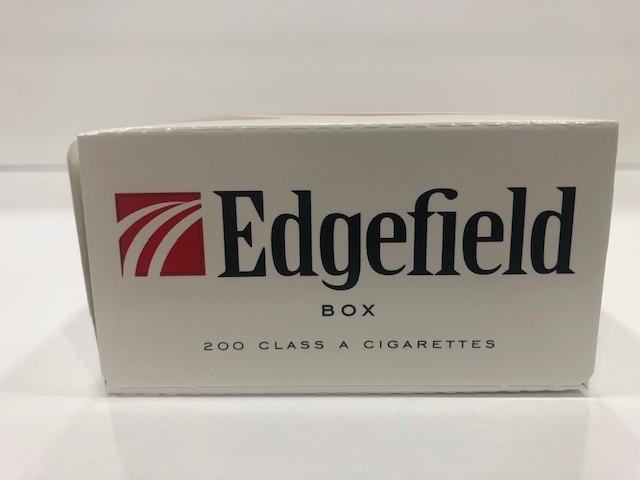 Edgefield
BOX
200 CLASS A CIGARETTES